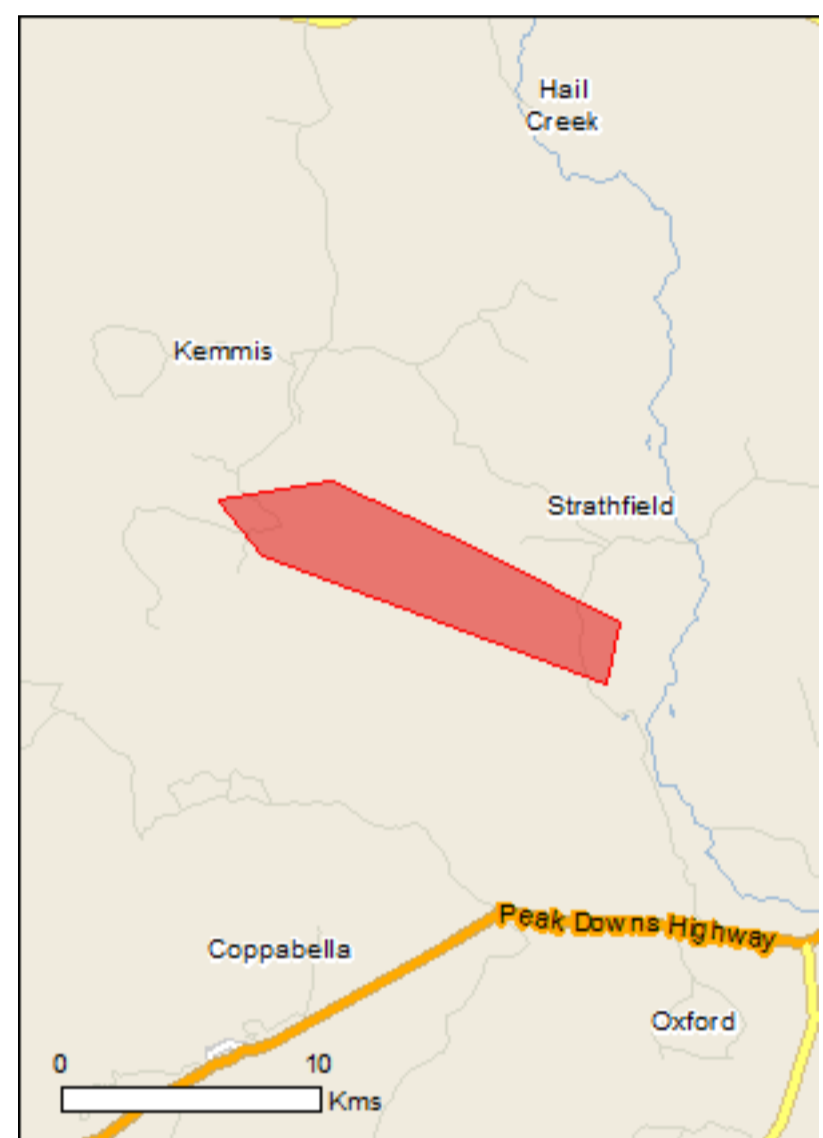 Hail
Creek
Kemmis
Strathfield
Peak Downs Highway
Coppabella
Oxford
0 10
Kms